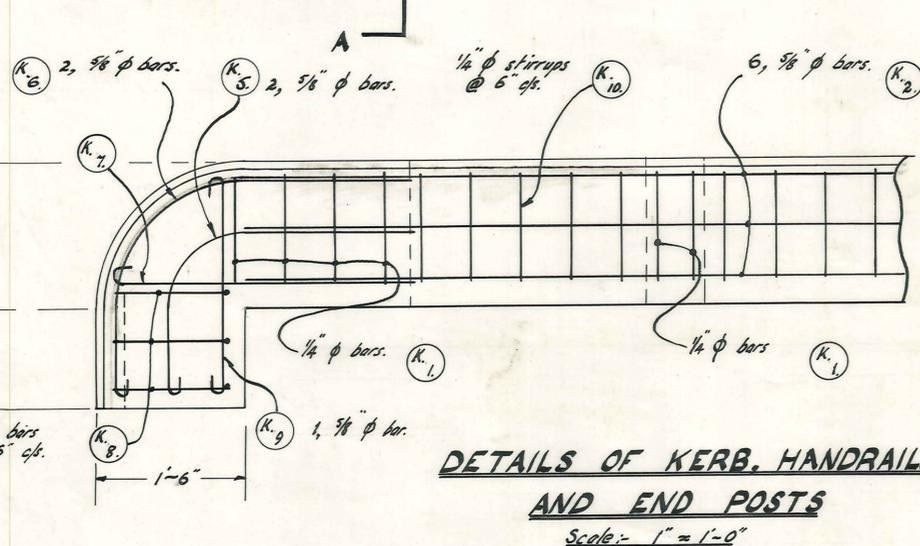 A
K. 6. 2, 5/8" ϕ bars.
K. 5. 2, 5/8" ϕ bars.
1/4" ϕ stirrups
@ 6" c/s.
K. 10.
6, 5/8" ϕ bars.
K. 2.
K. 7.
1/4" ϕ bars.
K. 1.
1/4" ϕ bars
K. 1.
bars
6" c/s.
K. 8.
K. 9 1, 5/8" ϕ bar.
1'-6"
DETAILS OF KERB, HANDRAIL
AND END POSTS
Scale:- 1" = 1'-0"